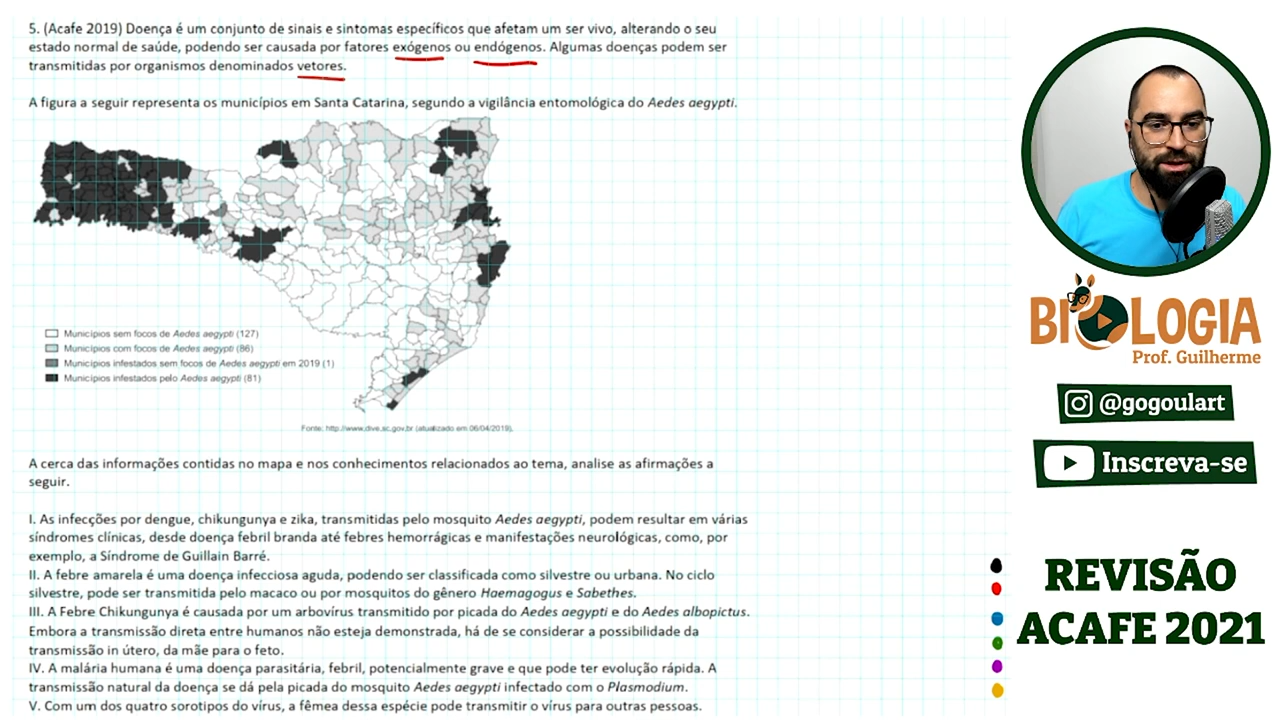 5. (Acafe 2019) Doença é um conjunto de sinais e sintomas específicos que afetam um ser vivo, alterando o seu
estado normal de saúde, podendo ser causada por fatores exógenos ou endógenos. Algumas doenças podem ser
transmitidas por organismos denominados vetores.
A figura a seguir representa os municípios em Santa Catarina, segundo a vigilância entomológica do Aedes aegypti.
Municípios sem focos de Aedes aegypti (127)
Municípios com focos de Aedes aegypti (86)
Municípios infestados sem focos de Aedes aegypti em 2019 (1)
Municípios infestados pelo Aedes aegypti (81)
Fonte: http://www.dive.sc.gov.br (atualizado em 06/04/2019),
A cerca das informações contidas no mapa e nos conhecimentos relacionados ao tema, analise as afirmações a
seguir.
I. As infecções por dengue, chikungunya e zika, transmitidas pelo mosquito Aedes aegypti, podem resultar em várias
síndromes clínicas, desde doença febril branda até febres hemorrágicas e manifestações neurológicas, como, por
exemplo, a Síndrome de Guillain Barré.
II. A febre amarela é uma doença infecciosa aguda, podendo ser classificada como silvestre ou urbana. No ciclo
silvestre, pode ser transmitida pelo macaco ou por mosquitos do gênero Haemagogus e Sabethes.
III. A Febre Chikungunya é causada por um arbovírus transmitido por picada do Aedes aegypti e do Aedes albopictus.
Embora a transmissão direta entre humanos não esteja demonstrada, há de se considerar a possibilidade da
transmissão in útero, da mãe para o feto.
IV. A malária humana é uma doença parasitária, febril, potencialmente grave e que pode ter evolução rápida. A
transmissão natural da doença se dá pela picada do mosquito Aedes aegypti infectado com o Plasmodium.
V. Com um dos quatro sorotipos do vírus, a fêmea dessa espécie pode transmitir o vírus para outras pessoas.
BIOLOGIA
Prof. Guilherme
@gogoulart
Inscreva-se
REVISÃO
ACAFE 2021